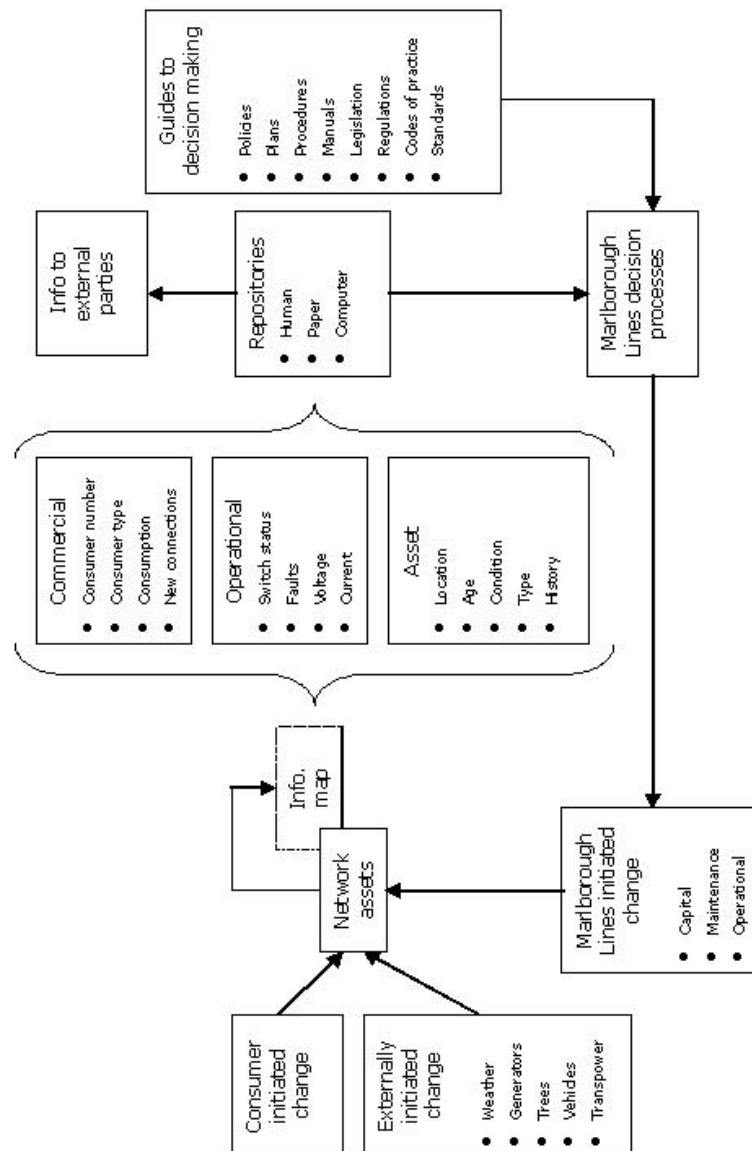 Consumer
initiated
change
Externally
initiated
change
Weather
Generators
Trees
Vehicles
Transpower
Network
assets
Info.
map
Marlborough
Lines initiated
change
Capital
Maintenance
Operational
Commercial
Consumer number
Consumer type
Consumption
New connections
Operational
Switch status
Faults
Voltage
Current
Asset
Location
Age
Condition
Type
History
Info to
external
parties
Repositories
Human
Paper
Computer
Marlborough
Lines decision
processes
Guides to
decision making
Policies
Plans
Procedures
Manuals
Legislation
Regulations
Codes of practice
Standards